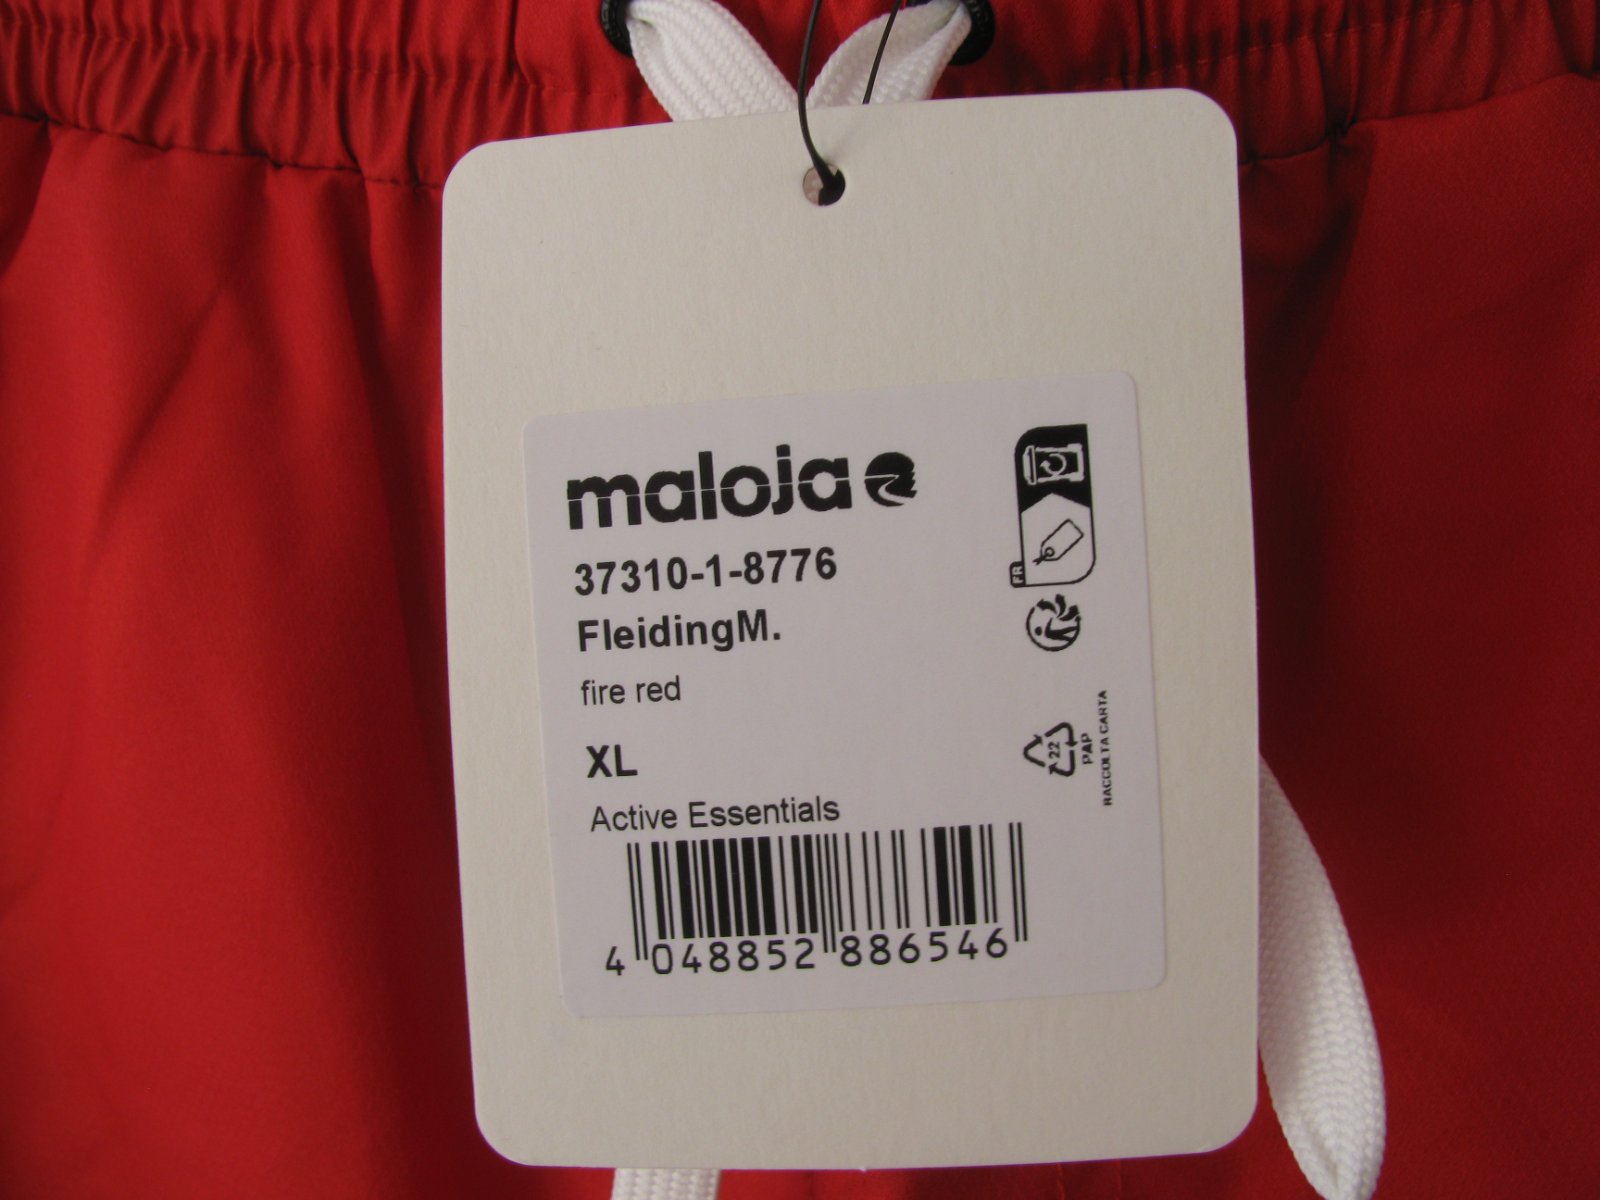 maloja
37310-1-8776
FleidingM.
fire red
XL
Active Essentials
4 048852 886546
FR
22
PAP
RACCOLTA CARTA